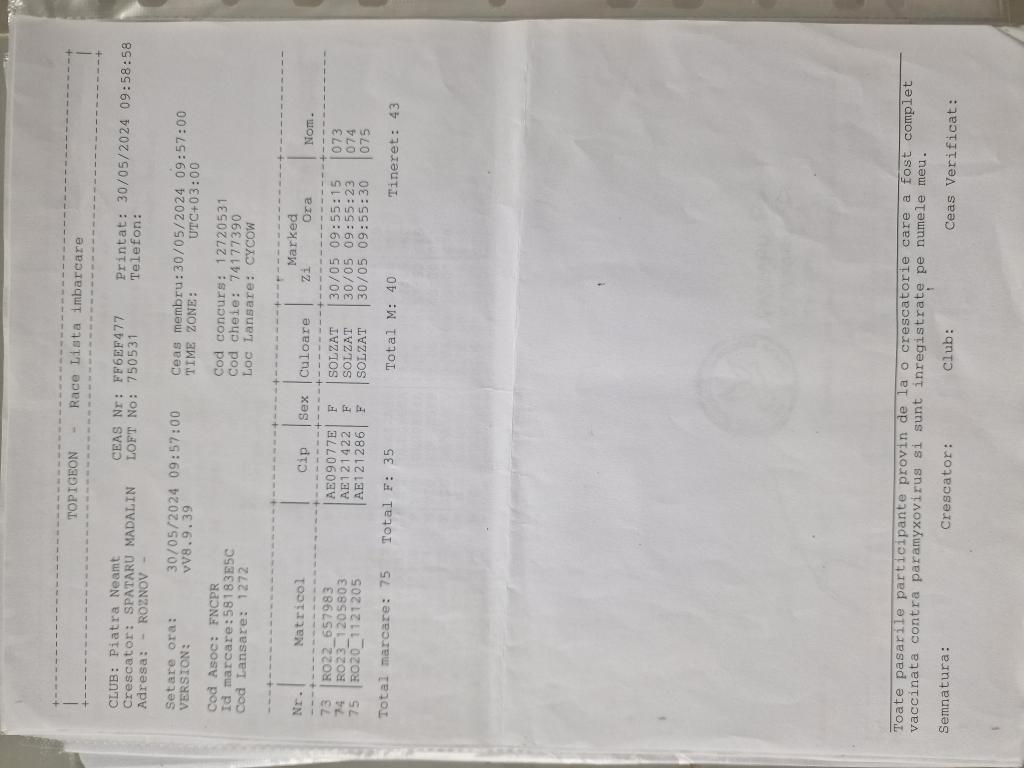 TOPIGEON - Race Lista imbarcare
CLUB: Piatra Neamt CEAS Nr: FF6EF477 Printat: 30/05/2024 09:58:58
Crescator: SPATARU MADALIN LOFT No: 750531 Telefon:
Adresa: - ROZNOV -
Setare ora: 30/05/2024 09:57:00 Ceas membru:30/05/2024 09:57:00
VERSION: vV8.9.39 TIME ZONE: UTC+03:00
Cod Asoc: FNCPR Cod concurs: 12720531
Id marcare:58183E5C Cod cheie: 74177390
Cod Lansare: 1272 Loc Lansare: CYCOW
Marked
Nr.| Matricol | Cip |Sex |Culoare | Zi Ora | Nom.
73 |RO22_657983 |AE09077E| F |SOLZAT |30/05 09:55:15 |073
74 |RO23_1205803 |AE121422| F |SOLZAT |30/05 09:55:23 |074
75 |RO20_1121205 |AE121286| F |SOLZAT |30/05 09:55:30 |075
Total marcare: 75 Total F: 35 Total M: 40 Tineret: 43
Toate pasarile participante provin de la o crescatorie care a fost complet
vaccinata contra paramyxovirus si sunt inregistrate pe numele meu.
Semnatura: Crescator: Club: Ceas Verificat: